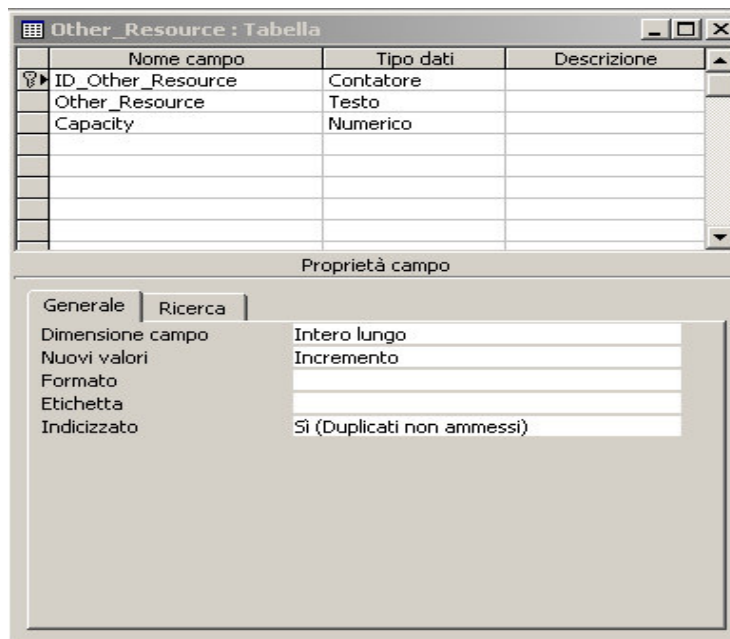 Other_Resource : Tabella
Nome campo Tipo dati Descrizione
ID_Other_Resource Contatore
Other_Resource Testo
Capacity Numerico
Proprietà campo
Generale Ricerca
Dimensione campo Intero lungo
Nuovi valori Incremento
Formato
Etichetta
Indicizzato Sì (Duplicati non ammessi)